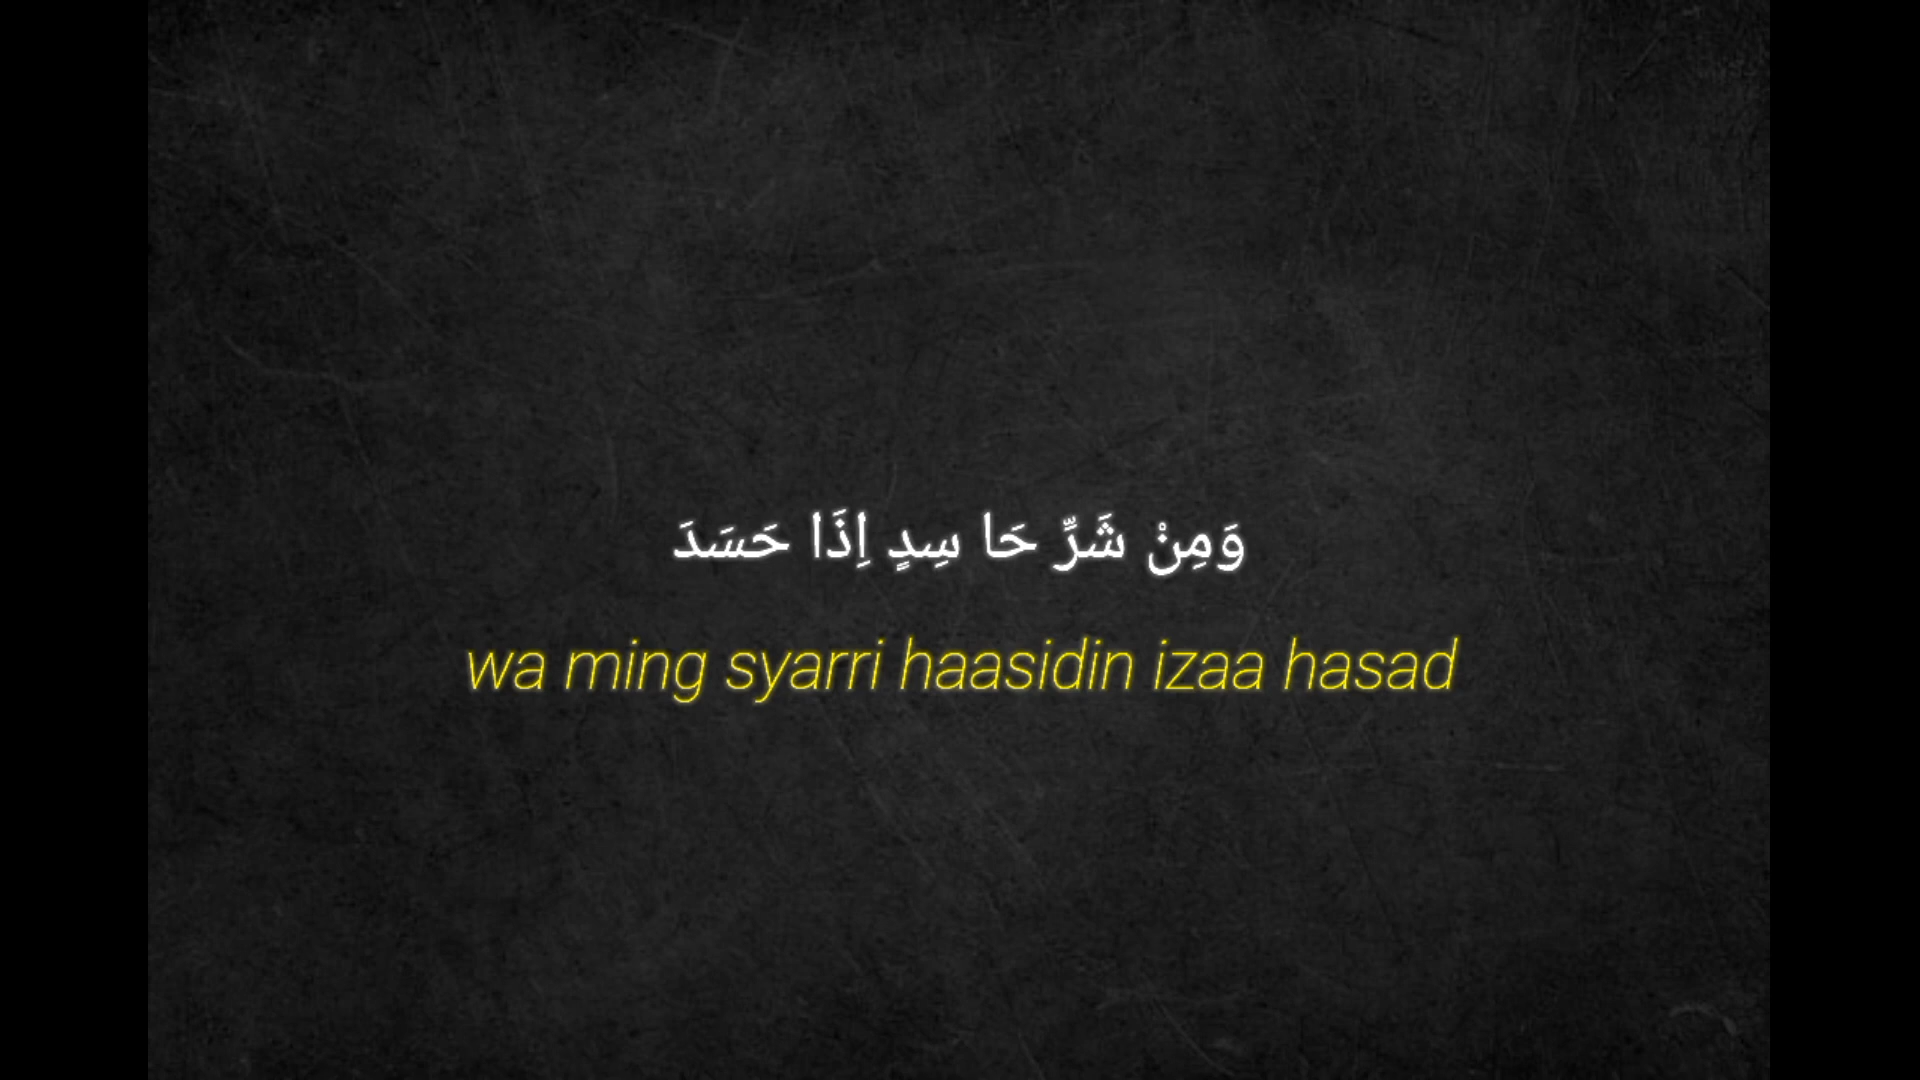 وَمِنْ شَرِّ حَا سِدٍ اِذَا حَسَدَ
wa ming syarri haasidin izaa hasad